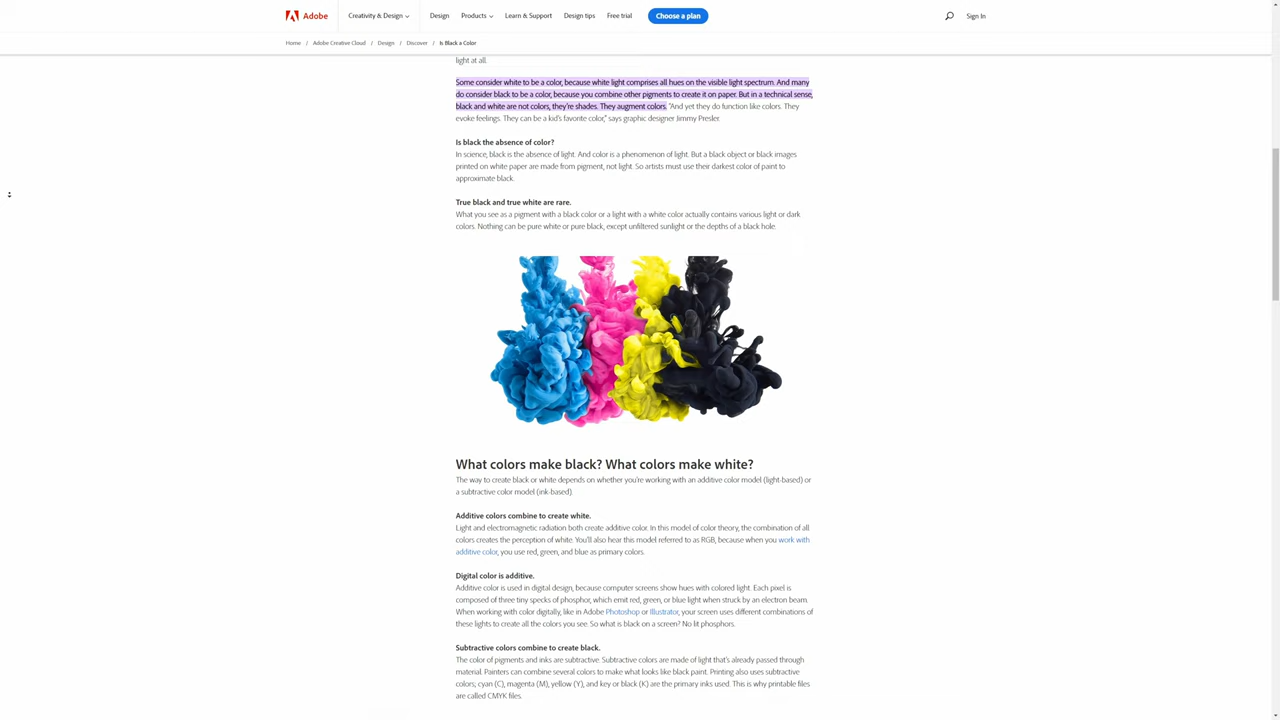 Adobe Creativity & Design Design Products Learn & Support Design tips Free trial Choose a plan Sign In
Home / Adobe Creative Cloud / Design / Discover / Is Black a Color
light at all.
Some consider white to be a color, because white light comprises all hues on the visible light spectrum. And many
do consider black to be a color, because you combine other pigments to create it on paper. But in a technical sense,
black and white are not colors, they're shades. They augment colors. "And yet they do function like colors. They
evoke feelings. They can be a kid's favorite color," says graphic designer Jimmy Presler.
Is black the absence of color?
In science, black is the absence of light. And color is a phenomenon of light. But a black object or black images
printed on white paper are made from pigment, not light. So artists must use their darkest color of paint to
approximate black.
True black and true white are rare.
What you see as a pigment with a black color or a light with a white color actually contains various light or dark
colors. Nothing can be pure white or pure black, except unfiltered sunlight or the depths of a black hole.
What colors make black? What colors make white?
The way to create black or white depends on whether you're working with an additive color model (light-based) or
a subtractive color model (ink-based).
Additive colors combine to create white.
Light and electromagnetic radiation both create additive color. In this model of color theory, the combination of all
colors creates the perception of white. You'll also hear this model referred to as RGB, because when you work with
additive color, you use red, green, and blue as primary colors.
Digital color is additive.
Additive color is used in digital design, because computer screens show hues with colored light. Each pixel is
composed of three tiny specks of phosphor, which emit red, green, or blue light when struck by an electron beam.
When working with color digitally, like in Adobe Photoshop or Illustrator, your screen uses different combinations of
these lights to create all the colors you see. So what is black on a screen? No lit phosphors.
Subtractive colors combine to create black.
The color of pigments and inks are subtractive. Subtractive colors are made of light that's already passed through
material. Painters can combine several colors to make what looks like black paint. Printing also uses subtractive
colors; cyan (C), magenta (M), yellow (Y), and key or black (K) are the primary inks used. This is why printable files
are called CMYK files.